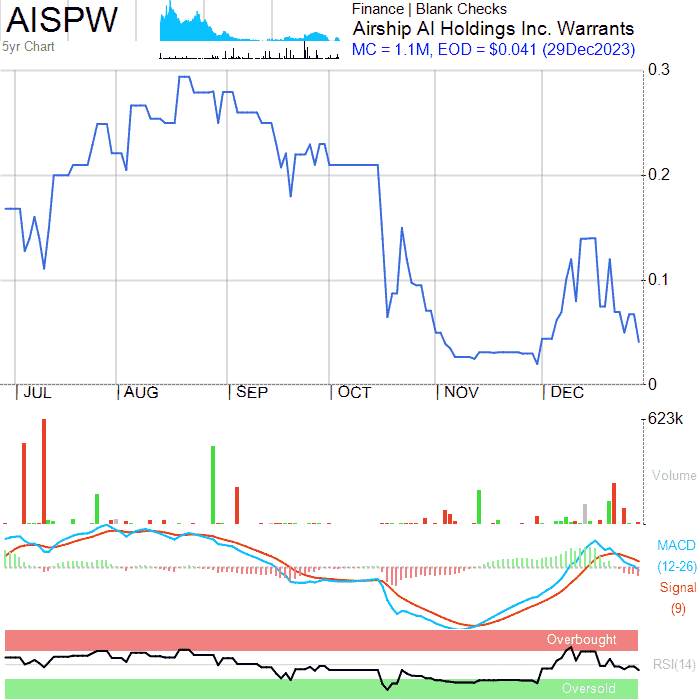 AISPW
5yr Chart
Finance | Blank Checks
Airship AI Holdings Inc. Warrants
MC = 1.1M, EOD = $0.041 (29Dec2023)
0.3
0.2
0.1
0
JUL AUG SEP OCT NOV DEC
623k
Volume
MACD
(12-26)
Signal
(9)
Overbought
RSI(14)
Oversold